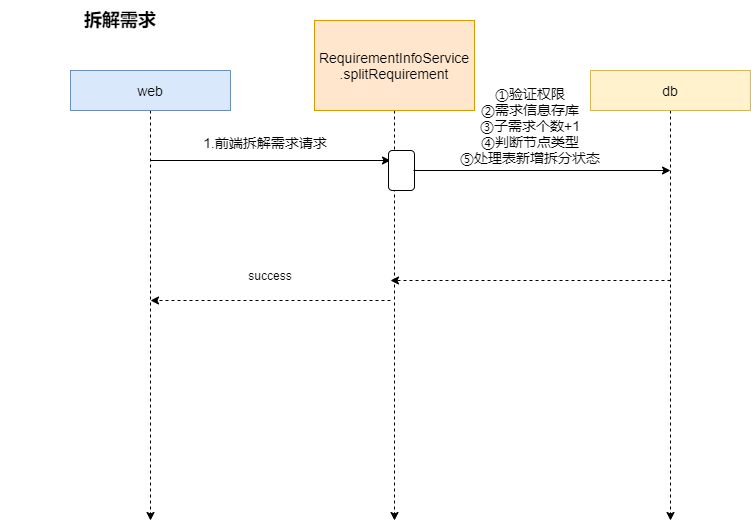 拆解需求
RequirementInfoService
.splitRequirement
web
db
①验证权限
②需求信息存库
③子需求个数+1
④判断节点类型
⑤处理表新增拆分状态
1.前端拆解需求请求
success